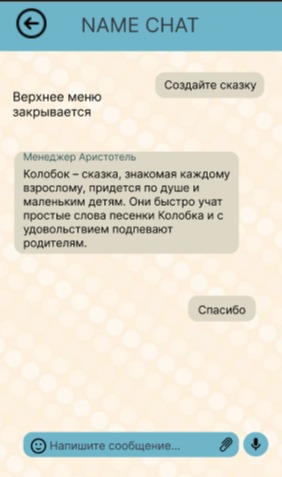 NAME CHAT
Создайте сказку
Верхнее меню
закрывается
Менеджер Аристотель
Колобок – сказка, знакомая каждому
взрослому, придется по душе и
маленьким детям. Они быстро учат
простые слова песенки Колобка и с
удовольствием подпевают
родителям.
Спасибо
Напишите сообщение...